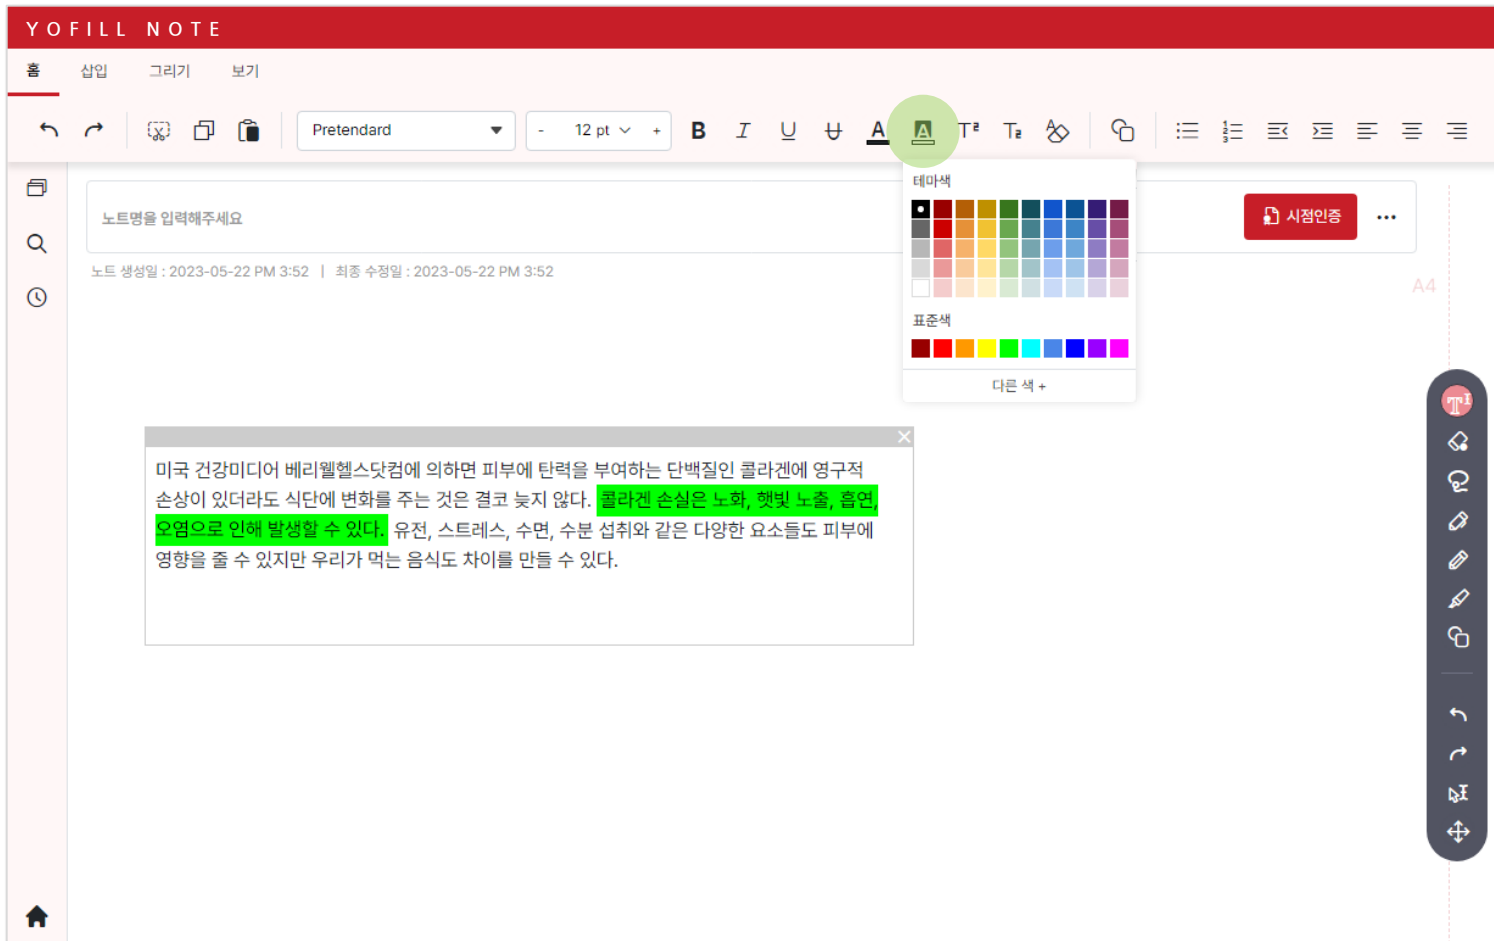 YOFILL NOTE
홈 삽입 그리기 보기
Pretendard - 12 pt +
테마색
노트명을 입력해주세요
시점인증
노트 생성일 : 2023-05-22 PM 3:52 | 최종 수정일 : 2023-05-22 PM 3:52
A4
표준색
다른 색 +
미국 건강미디어 베리웰헬스닷컴에 의하면 피부에 탄력을 부여하는 단백질인 콜라겐에 영구적
손상이 있더라도 식단에 변화를 주는 것은 결코 늦지 않다. 콜라겐 손실은 노화, 햇빛 노출, 흡연,
오염으로 인해 발생할 수 있다. 유전, 스트레스, 수면, 수분 섭취와 같은 다양한 요소들도 피부에
영향을 줄 수 있지만 우리가 먹는 음식도 차이를 만들 수 있다.